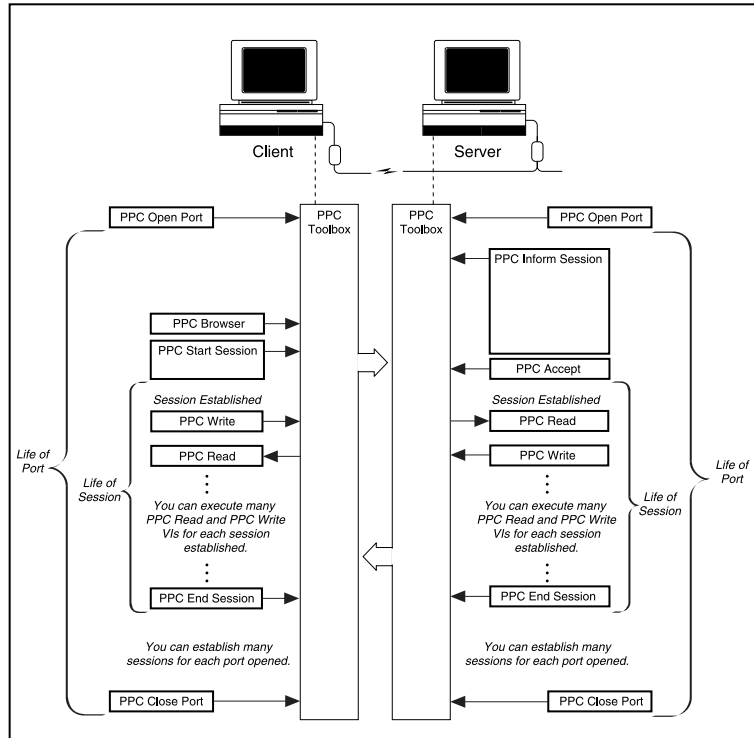 Client
Server
PPC Open Port
PPC
Toolbox
PPC
Toolbox
PPC Open Port
PPC Inform Session
PPC Browser
PPC Start Session
PPC Accept
Session Established
Session Established
PPC Write
PPC Read
PPC Read
PPC Write
Life of
Port
Life of
Session
You can execute many
PPC Read and PPC Write
VIs for each session
established.
You can execute many
PPC Read and PPC Write
VIs for each session
established.
Life of
Session
Life of
Port
PPC End Session
PPC End Session
You can establish many
sessions for each port opened.
You can establish many
sessions for each port opened.
PPC Close Port
PPC Close Port